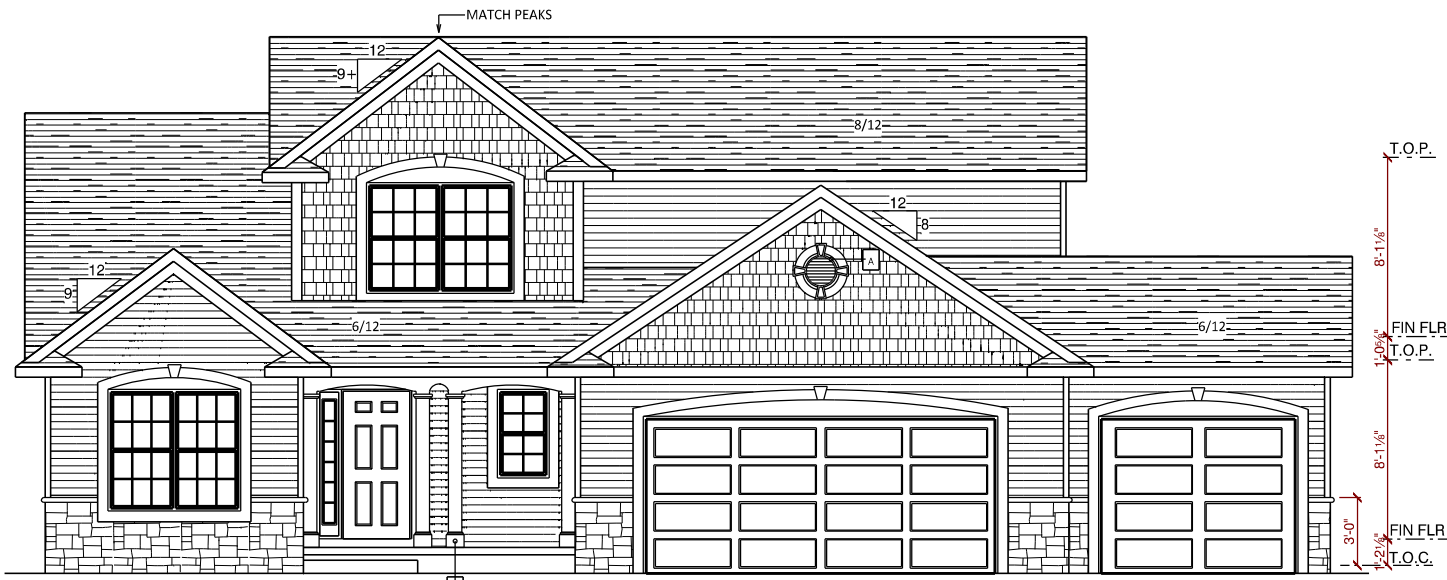 MATCH PEAKS
12
9+
8/12
T.O.P.
12
8
8'-1⅛"
A
12
9
6/12
6/12
FIN FLR
1'-0⅝"
T.O.P.
8'-1⅛"
3'-0"
FIN FLR
1'-2⅛"
T.O.C.